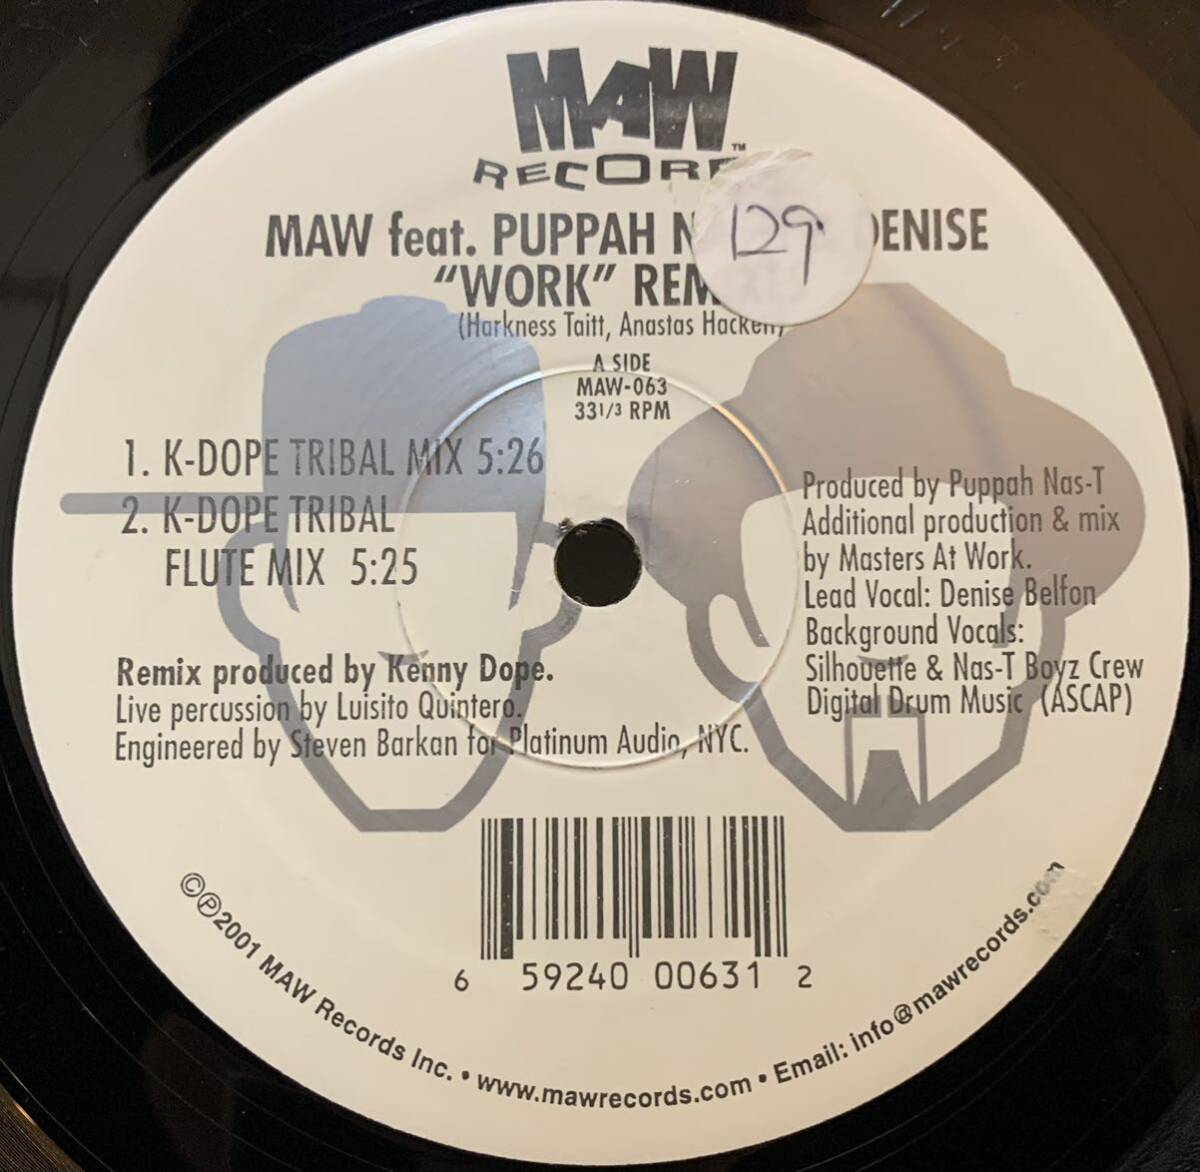 MAW
™
RECOR
MAW feat. PUPPAH N DENISE
129.
"WORK" REM
(Harkness Taitt, Anastas Hackett)
A SIDE
MAW-063
33 1/3 RPM
1. K-DOPE TRIBAL MIX 5:26
2. K-DOPE TRIBAL
FLUTE MIX 5:25
Remix produced by Kenny Dope.
Live percussion by Luisito Quintero.
Engineered by Steven Barkan for Platinum Audio, NYC.
Produced by Puppah Nas-T
Additional production & mix
by Masters At Work.
Lead Vocal: Denise Belfon
Background Vocals:
Silhouette & Nas-T Boyz Crew
Digital Drum Music (ASCAP)
6 59240 00631 2
©℗2001 MAW Records Inc. • www.mawrecords.com • Email: info@mawrecords.com